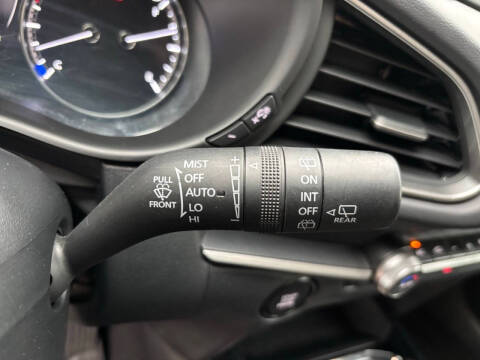 MIST
PULL OFF ON
AUTO INT
FRONT LO OFF
HI REAR